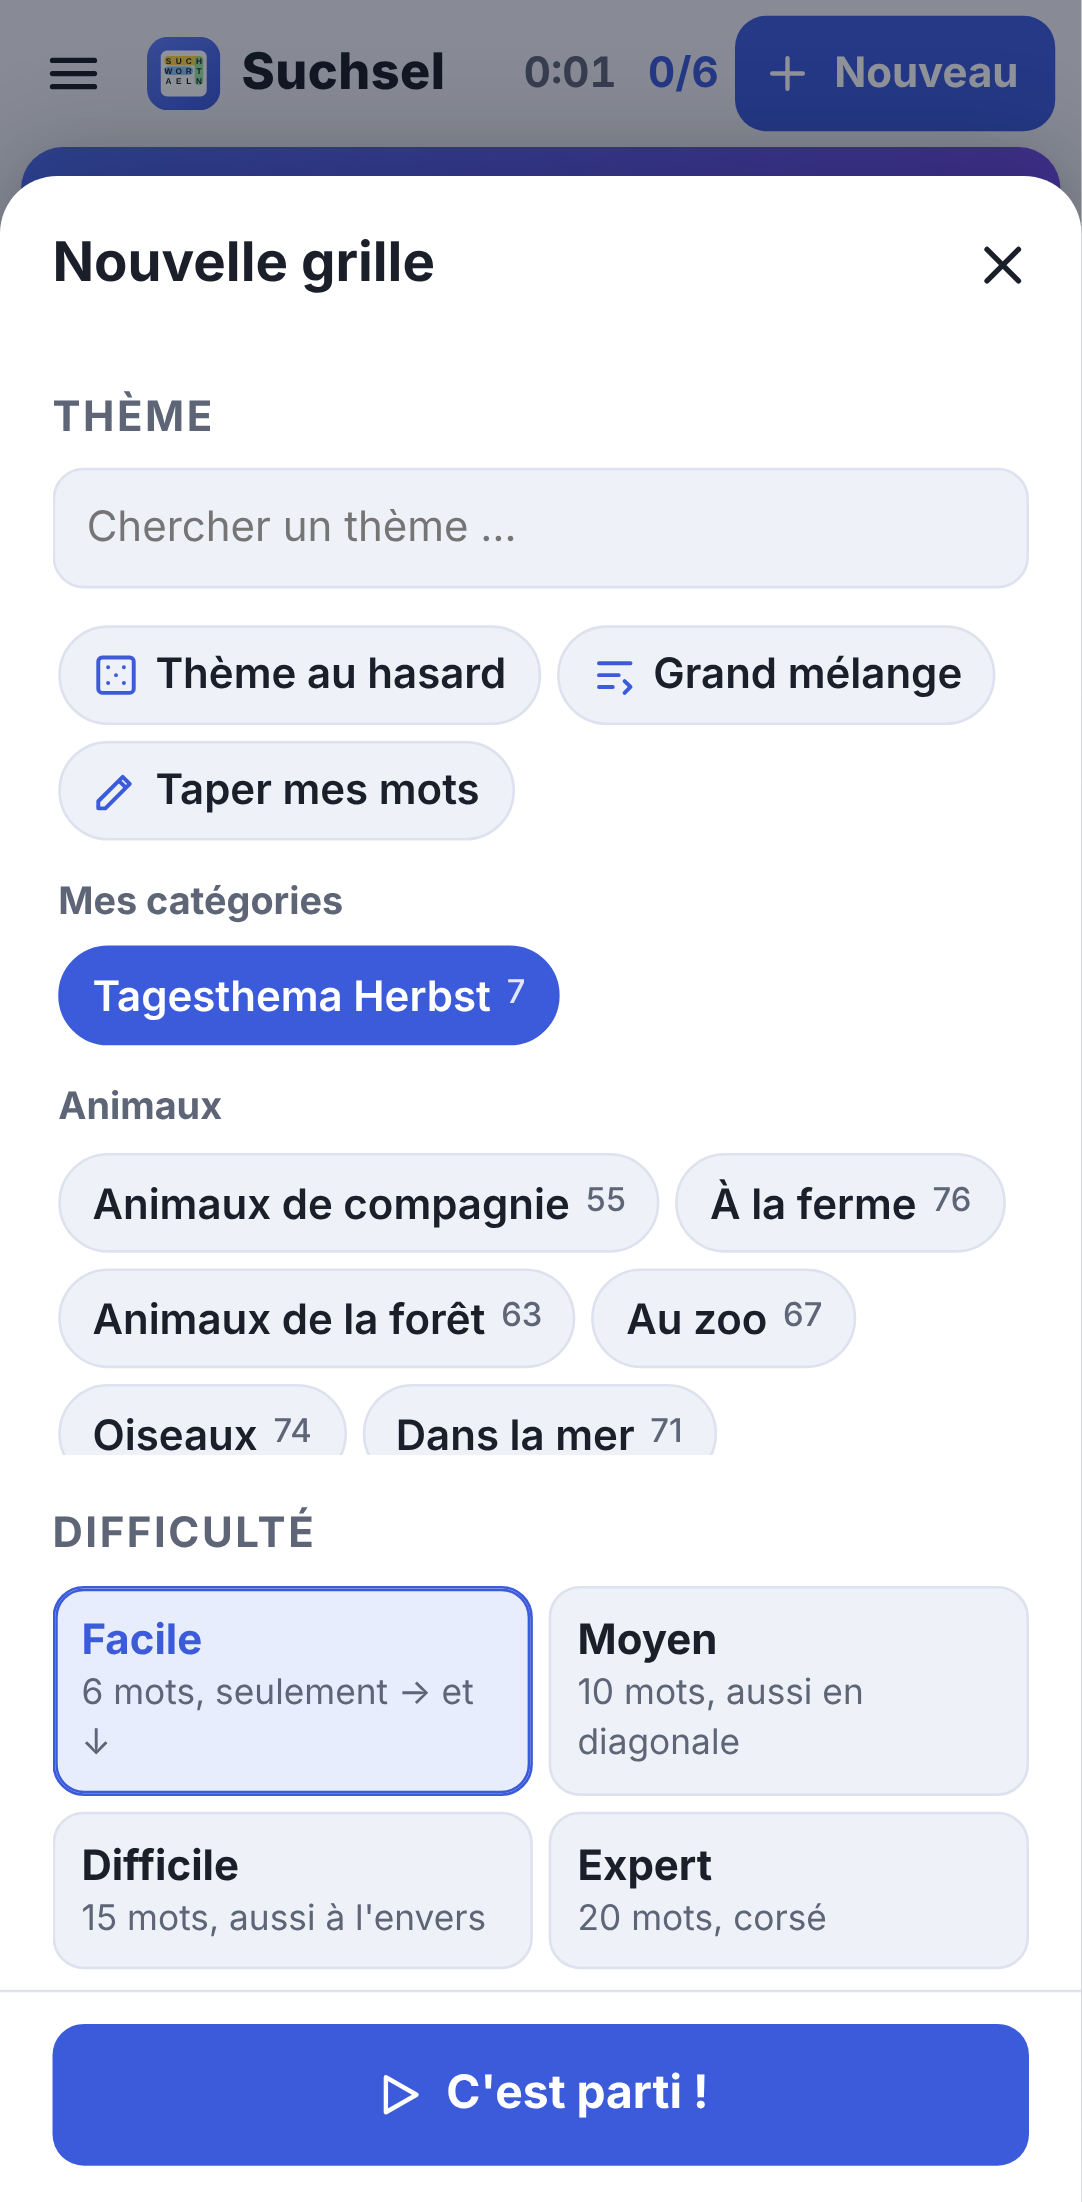 SUCH
WORT
AELN
Suchsel
0:01
0/6
Nouveau
Nouvelle grille
THÈME
Chercher un thème ...
Thème au hasard
Grand mélange
Taper mes mots
Mes catégories
Tagesthema Herbst 7
Animaux
Animaux de compagnie 55
À la ferme 76
Animaux de la forêt 63
Au zoo 67
Oiseaux 74
Dans la mer 71
DIFFICULTÉ
Facile
6 mots, seulement → et
↓
Moyen
10 mots, aussi en
diagonale
Difficile
15 mots, aussi à l'envers
Expert
20 mots, corsé
C'est parti !